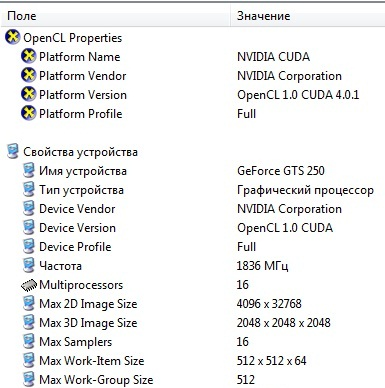 Поле Значение
OpenCL Properties
Platform Name NVIDIA CUDA
Platform Vendor NVIDIA Corporation
Platform Version OpenCL 1.0 CUDA 4.0.1
Platform Profile Full
Свойства устройства
Имя устройства GeForce GTS 250
Тип устройства Графический процессор
Device Vendor NVIDIA Corporation
Device Version OpenCL 1.0 CUDA
Device Profile Full
Частота 1836 МГц
Multiprocessors 16
Max 2D Image Size 4096 x 32768
Max 3D Image Size 2048 x 2048 x 2048
Max Samplers 16
Max Work-Item Size 512 x 512 x 64
Max Work-Group Size 512